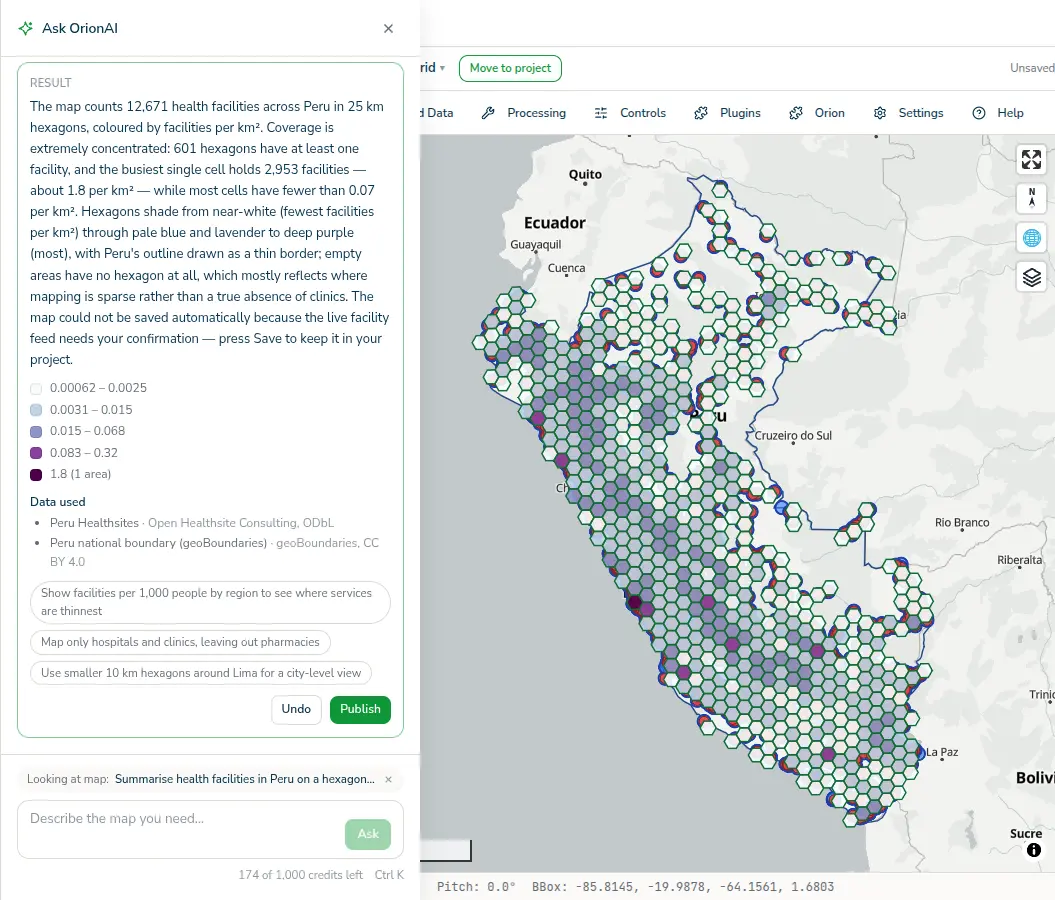 Ask OrionAI
RESULT
The map counts 12,671 health facilities across Peru in 25 km
hexagons, coloured by facilities per km². Coverage is
extremely concentrated: 601 hexagons have at least one
facility, and the busiest single cell holds 2,953 facilities —
about 1.8 per km² — while most cells have fewer than 0.07
per km². Hexagons shade from near-white (fewest facilities
per km²) through pale blue and lavender to deep purple
(most), with Peru's outline drawn as a thin border; empty
areas have no hexagon at all, which mostly reflects where
mapping is sparse rather than a true absence of clinics. The
map could not be saved automatically because the live facility
feed needs your confirmation — press Save to keep it in your
project.
0.00062 – 0.0025
0.0031 – 0.015
0.015 – 0.068
0.083 – 0.32
1.8 (1 area)
Data used
• Peru Healthsites · Open Healthsite Consulting, ODbL
• Peru national boundary (geoBoundaries) · geoBoundaries, CC
BY 4.0
Show facilities per 1,000 people by region to see where services
are thinnest
Map only hospitals and clinics, leaving out pharmacies
Use smaller 10 km hexagons around Lima for a city-level view
Undo
Publish
Looking at map: Summarise health facilities in Peru on a hexagon...
Describe the map you need...
Ask
174 of 1,000 credits left Ctrl K
rid
Move to project
Unsaved
d Data
Processing
Controls
Plugins
Orion
Settings
Help
N
Quito
Ecuador
Guayaquil
Cuenca
ia
Cruzeiro do Sul
Ch
Rio Branco
Riberalta
Trini
La Paz
Bolivi
Sucre
Pitch: 0.0° BBox: -85.8145, -19.9878, -64.1561, 1.6803